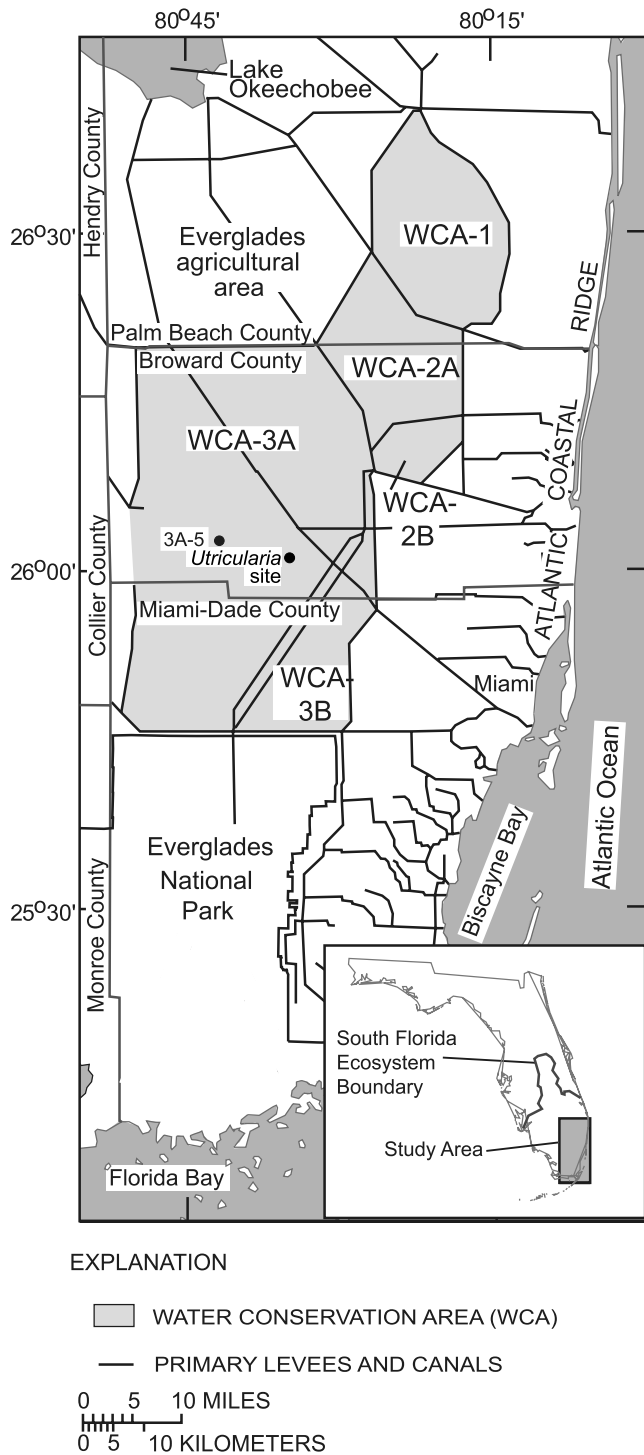 80°45'
80°15'
Lake
Okeechobee
Hendry County
26°30'
WCA-1
Everglades
agricultural
area
RIDGE
Palm Beach County
Broward County
WCA-2A
WCA-3A
COASTAL
WCA-
2B
3A-5
Utricularia
site
26°00'
ATLANTIC
Collier County
Miami-Dade County
WCA-
3B
Miami
Atlantic Ocean
Everglades
National
Park
Biscayne Bay
25°30'
Monroe County
South Florida
Ecosystem
Boundary
Study Area
Florida Bay
EXPLANATION
WATER CONSERVATION AREA (WCA)
PRIMARY LEVEES AND CANALS
0 5 10 MILES
0 5 10 KILOMETERS